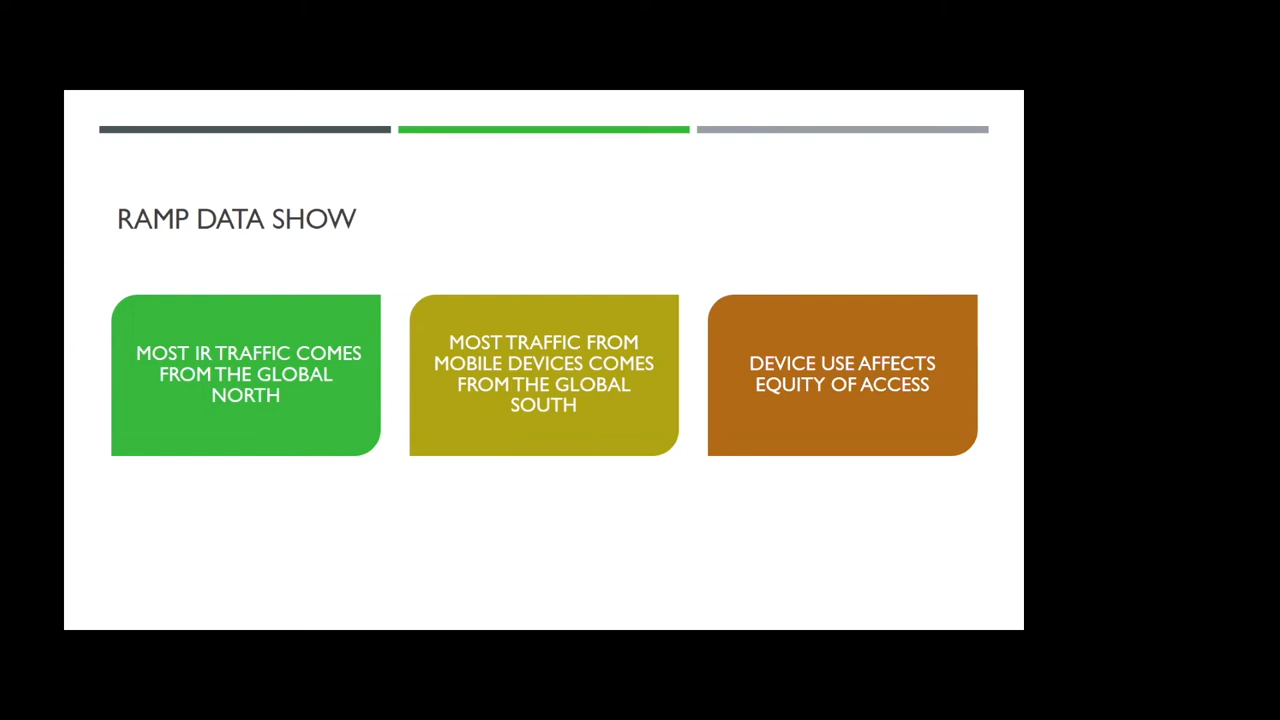 RAMP DATA SHOW
MOST IR TRAFFIC COMES
FROM THE GLOBAL
NORTH
MOST TRAFFIC FROM
MOBILE DEVICES COMES
FROM THE GLOBAL
SOUTH
DEVICE USE AFFECTS
EQUITY OF ACCESS